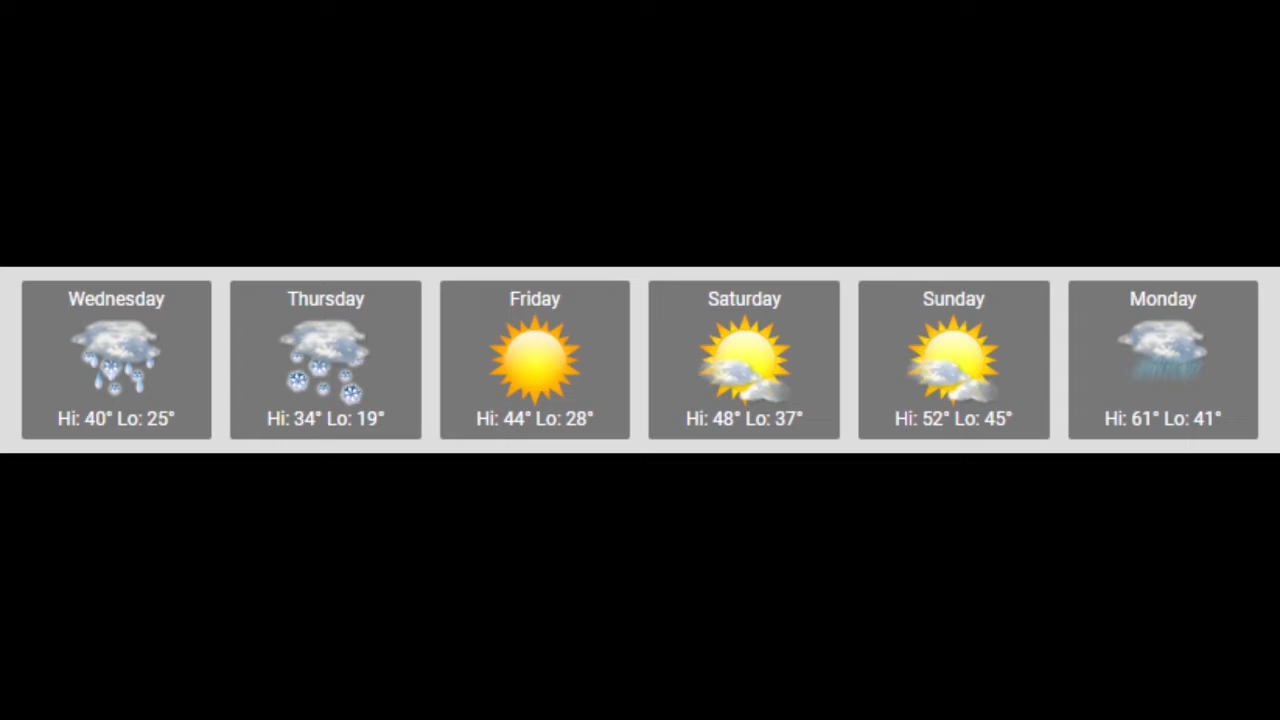 Wednesday
Hi: 40° Lo: 25°
Thursday
Hi: 34° Lo: 19°
Friday
Hi: 44° Lo: 28°
Saturday
Hi: 48° Lo: 37°
Sunday
Hi: 52° Lo: 45°
Monday
Hi: 61° Lo: 41°